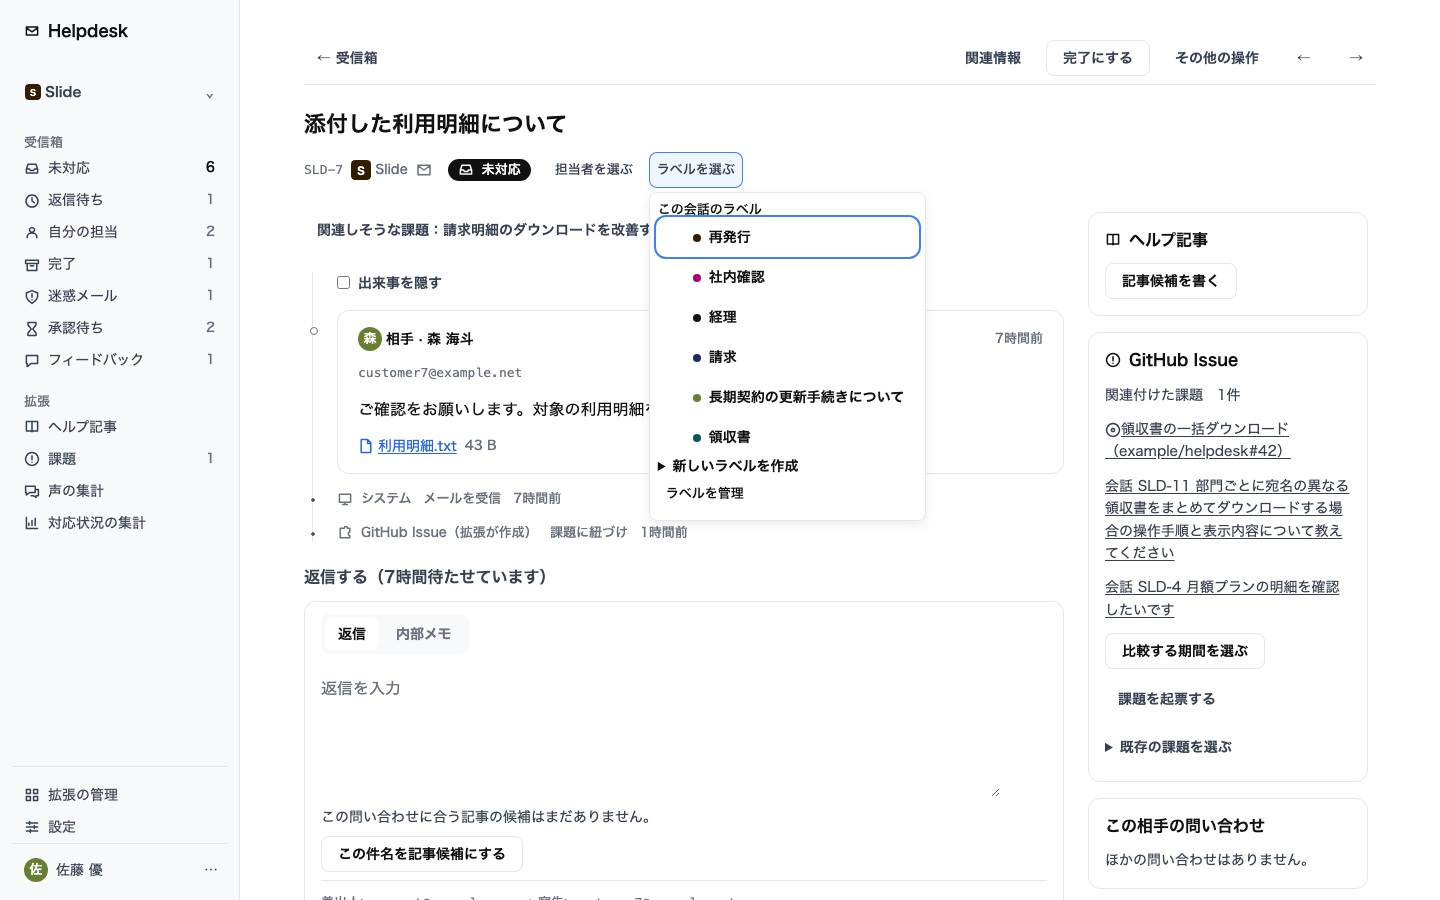 Helpdesk
S Slide
受信箱
未対応 6
返信待ち 1
自分の担当 2
完了 1
迷惑メール 1
承認待ち 2
フィードバック 1
拡張
ヘルプ記事
課題 1
声の集計
対応状況の集計
拡張の管理
設定
佐 佐藤 優 …
← 受信箱
関連情報 完了にする その他の操作 ← →
添付した利用明細について
SLD-7 S Slide 未対応 担当者を選ぶ ラベルを選ぶ
関連しそうな課題：請求明細のダウンロードを改善す
出来事を隠す
森 相手 · 森 海斗 7時間前
customer7@example.net
ご確認をお願いします。対象の利用明細
利用明細.txt 43 B
システム メールを受信 7時間前
GitHub Issue（拡張が作成） 課題に紐づけ 1時間前
この会話のラベル
再発行
社内確認
経理
請求
長期契約の更新手続きについて
領収書
新しいラベルを作成
ラベルを管理
返信する（7時間待たせています）
返信 内部メモ
返信を入力
この問い合わせに合う記事の候補はまだありません。
この件名を記事候補にする
ヘルプ記事
記事候補を書く
GitHub Issue
関連付けた課題 1件
領収書の一括ダウンロード
（example/helpdesk#42）
会話 SLD-11 部門ごとに宛名の異なる
領収書をまとめてダウンロードする場
合の操作手順と表示内容について教え
てください
会話 SLD-4 月額プランの明細を確認
したいです
比較する期間を選ぶ
課題を起票する
既存の課題を選ぶ
この相手の問い合わせ
ほかの問い合わせはありません。